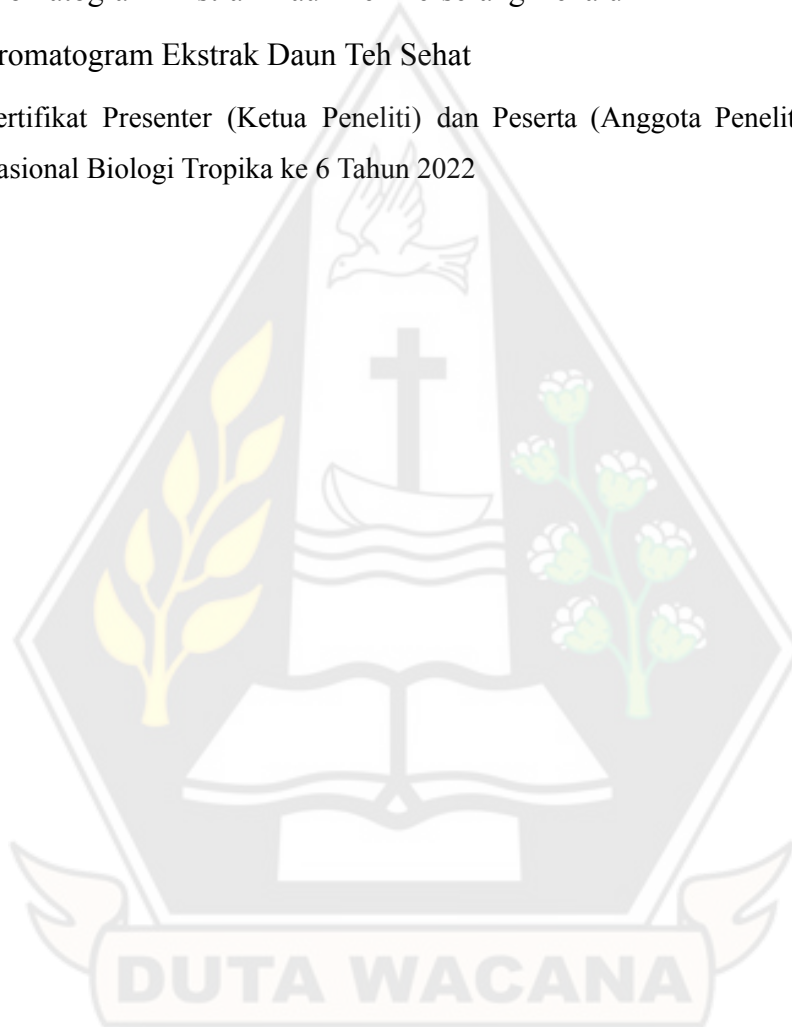 romatogram Ekstrak Daun Teh Sehat
ertifikat Presenter (Ketua Peneliti) dan Peserta (Anggota Penelit
asional Biologi Tropika ke 6 Tahun 2022
DUTA WACANA